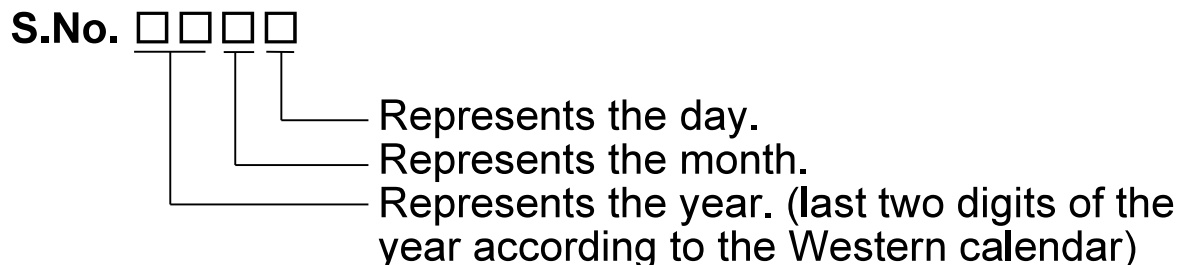 S.No. □□□□
Represents the day.
Represents the month.
Represents the year. (last two digits of the
year according to the Western calendar)